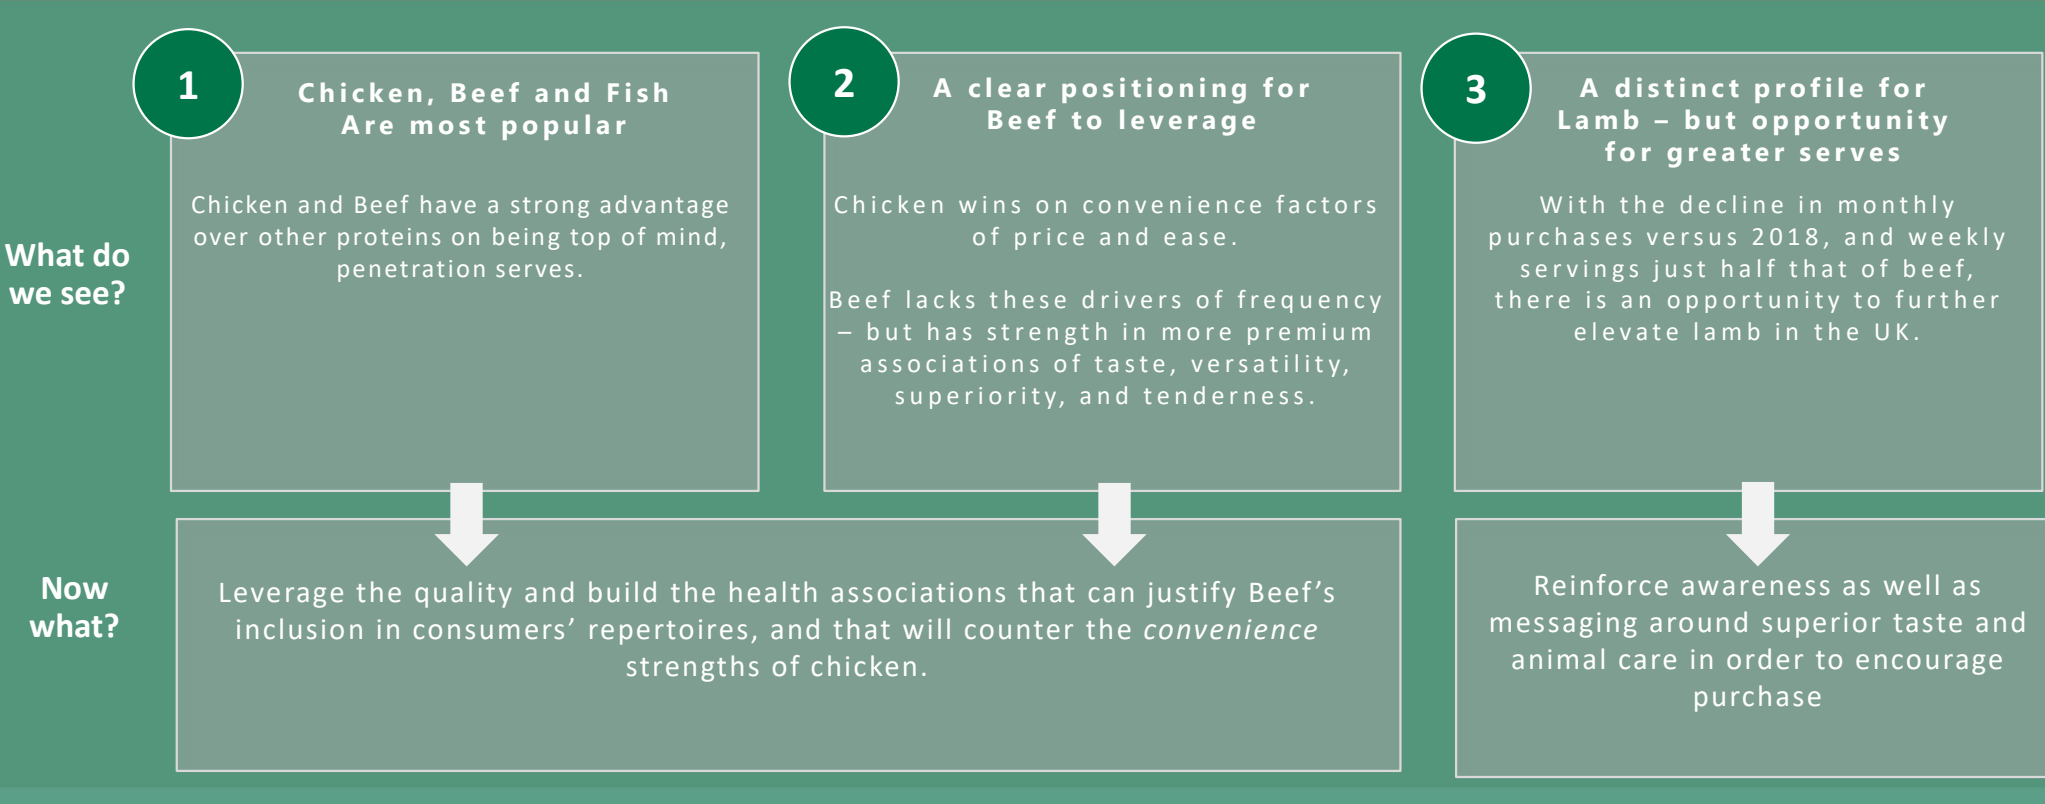 1
Chicken, Beef and Fish
Are most popular
2
A clear positioning for
Beef to leverage
3
A distinct profile for
Lamb – but opportunity
for greater serves
What do
we see?
Chicken and Beef have a strong advantage
over other proteins on being top of mind,
penetration serves.
Chicken wins on convenience factors
of price and ease.
Beef lacks these drivers of frequency
– but has strength in more premium
associations of taste, versatility,
superiority, and tenderness.
With the decline in monthly
purchases versus 2018, and weekly
servings just half that of beef,
there is an opportunity to further
elevate lamb in the UK.
Now
what?
Leverage the quality and build the health associations that can justify Beef’s
inclusion in consumers’ repertoires, and that will counter the convenience
strengths of chicken.
Reinforce awareness as well as
messaging around superior taste and
animal care in order to encourage
purchase